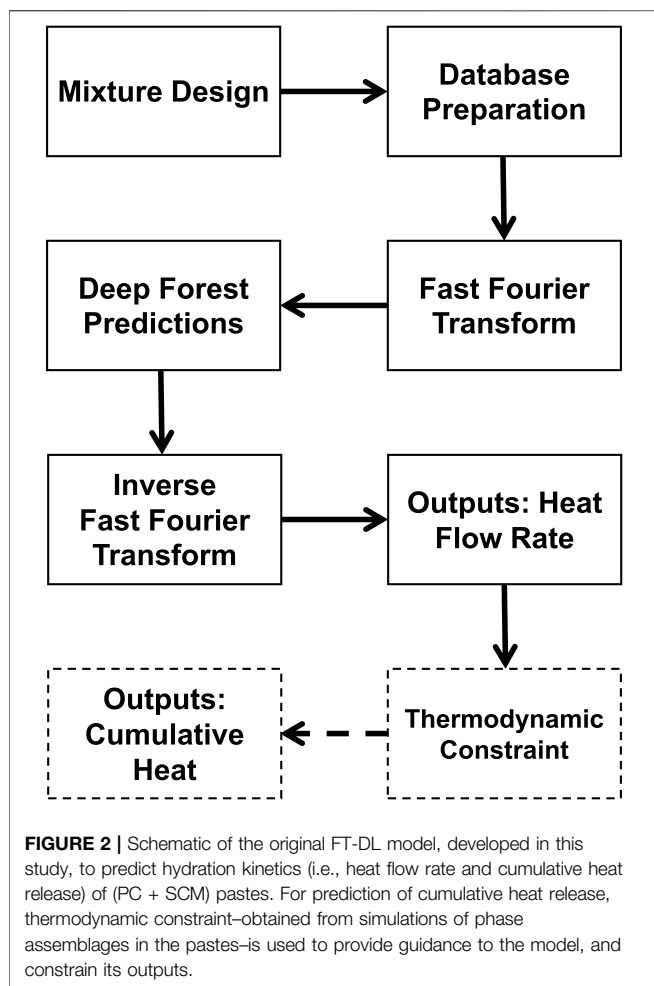 Mixture Design
Database
Preparation
Fast Fourier
Transform
Deep Forest
Predictions
Inverse
Fast Fourier
Transform
Outputs: Heat
Flow Rate
Thermodynamic
Constraint
Outputs:
Cumulative
Heat
FIGURE 2 | Schematic of the original FT-DL model, developed in this
study, to predict hydration kinetics (i.e., heat flow rate and cumulative heat
release) of (PC + SCM) pastes. For prediction of cumulative heat release,
thermodynamic constraint–obtained from simulations of phase
assemblages in the pastes–is used to provide guidance to the model, and
constrain its outputs.